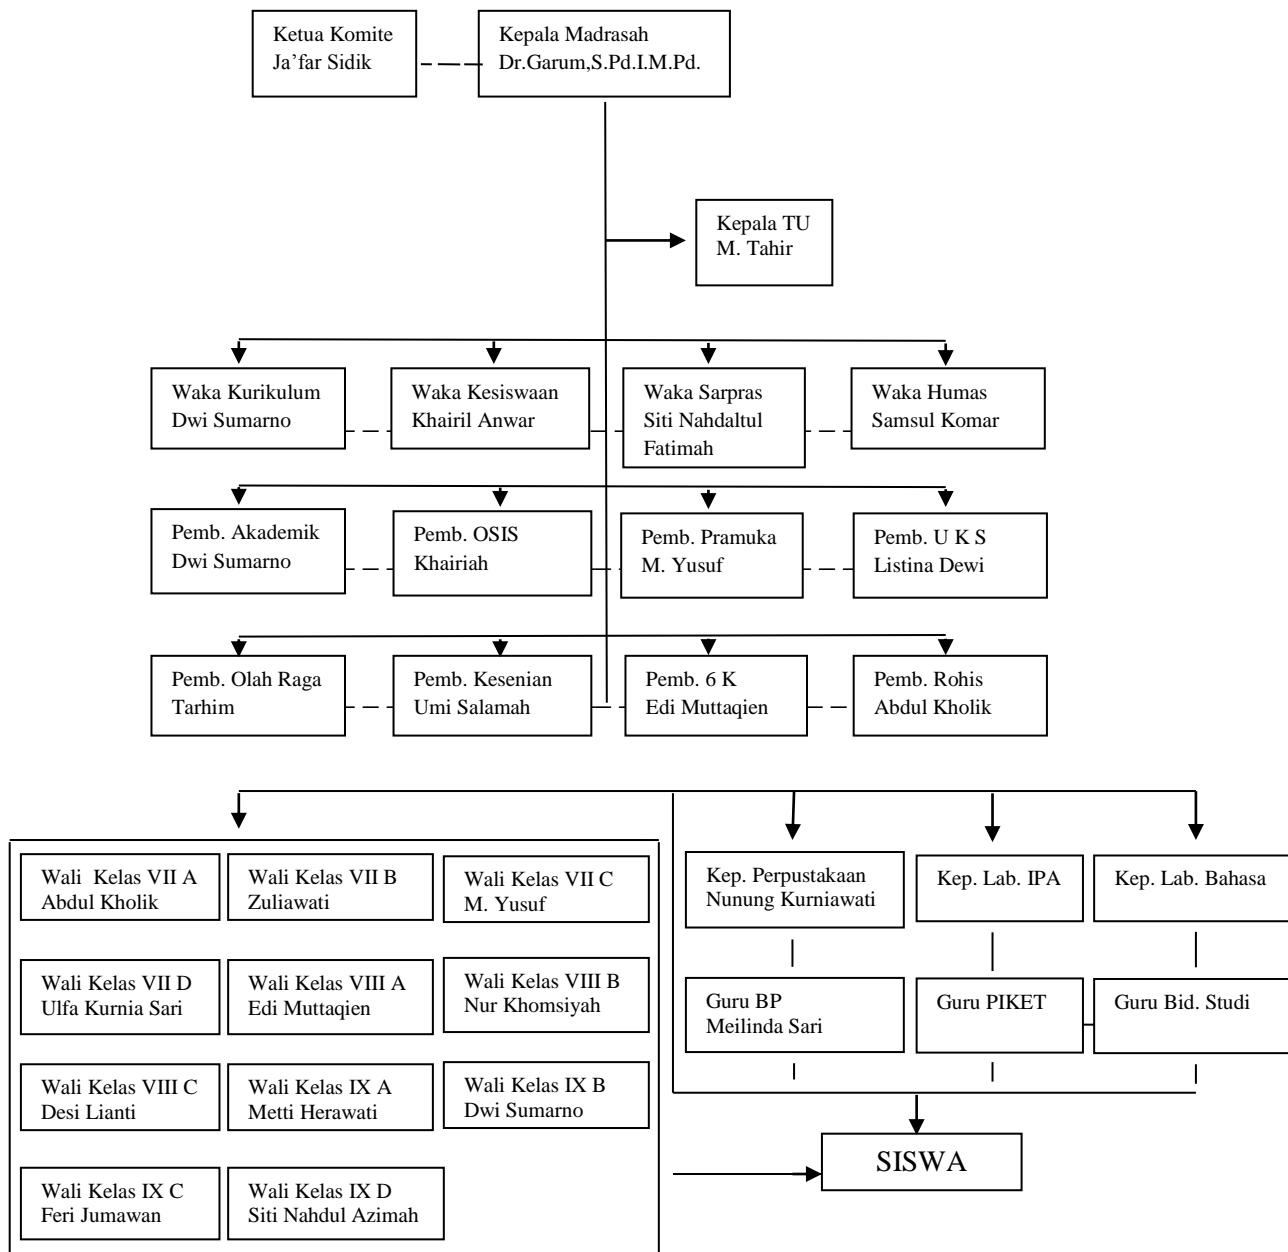 Ketua Komite
Ja’far Sidik
Kepala Madrasah
Dr.Garum,S.Pd.I.M.Pd.
Kepala TU
M. Tahir
Waka Kurikulum
Dwi Sumarno
Waka Kesiswaan
Khairil Anwar
Waka Sarpras
Siti Nahdaltul
Fatimah
Waka Humas
Samsul Komar
Pemb. Akademik
Dwi Sumarno
Pemb. OSIS
Khairiah
Pemb. Pramuka
M. Yusuf
Pemb. U K S
Listina Dewi
Pemb. Olah Raga
Tarhim
Pemb. Kesenian
Umi Salamah
Pemb. 6 K
Edi Muttaqien
Pemb. Rohis
Abdul Kholik
Wali Kelas VII A
Abdul Kholik
Wali Kelas VII B
Zuliawati
Wali Kelas VII C
M. Yusuf
Kep. Perpustakaan
Nunung Kurniawati
Kep. Lab. IPA
Kep. Lab. Bahasa
Wali Kelas VII D
Ulfa Kurnia Sari
Wali Kelas VIII A
Edi Muttaqien
Wali Kelas VIII B
Nur Khomsiyah
Guru BP
Meilinda Sari
Guru PIKET
Guru Bid. Studi
Wali Kelas VIII C
Desi Lianti
Wali Kelas IX A
Metti Herawati
Wali Kelas IX B
Dwi Sumarno
SISWA
Wali Kelas IX C
Feri Jumawan
Wali Kelas IX D
Siti Nahdul Azimah